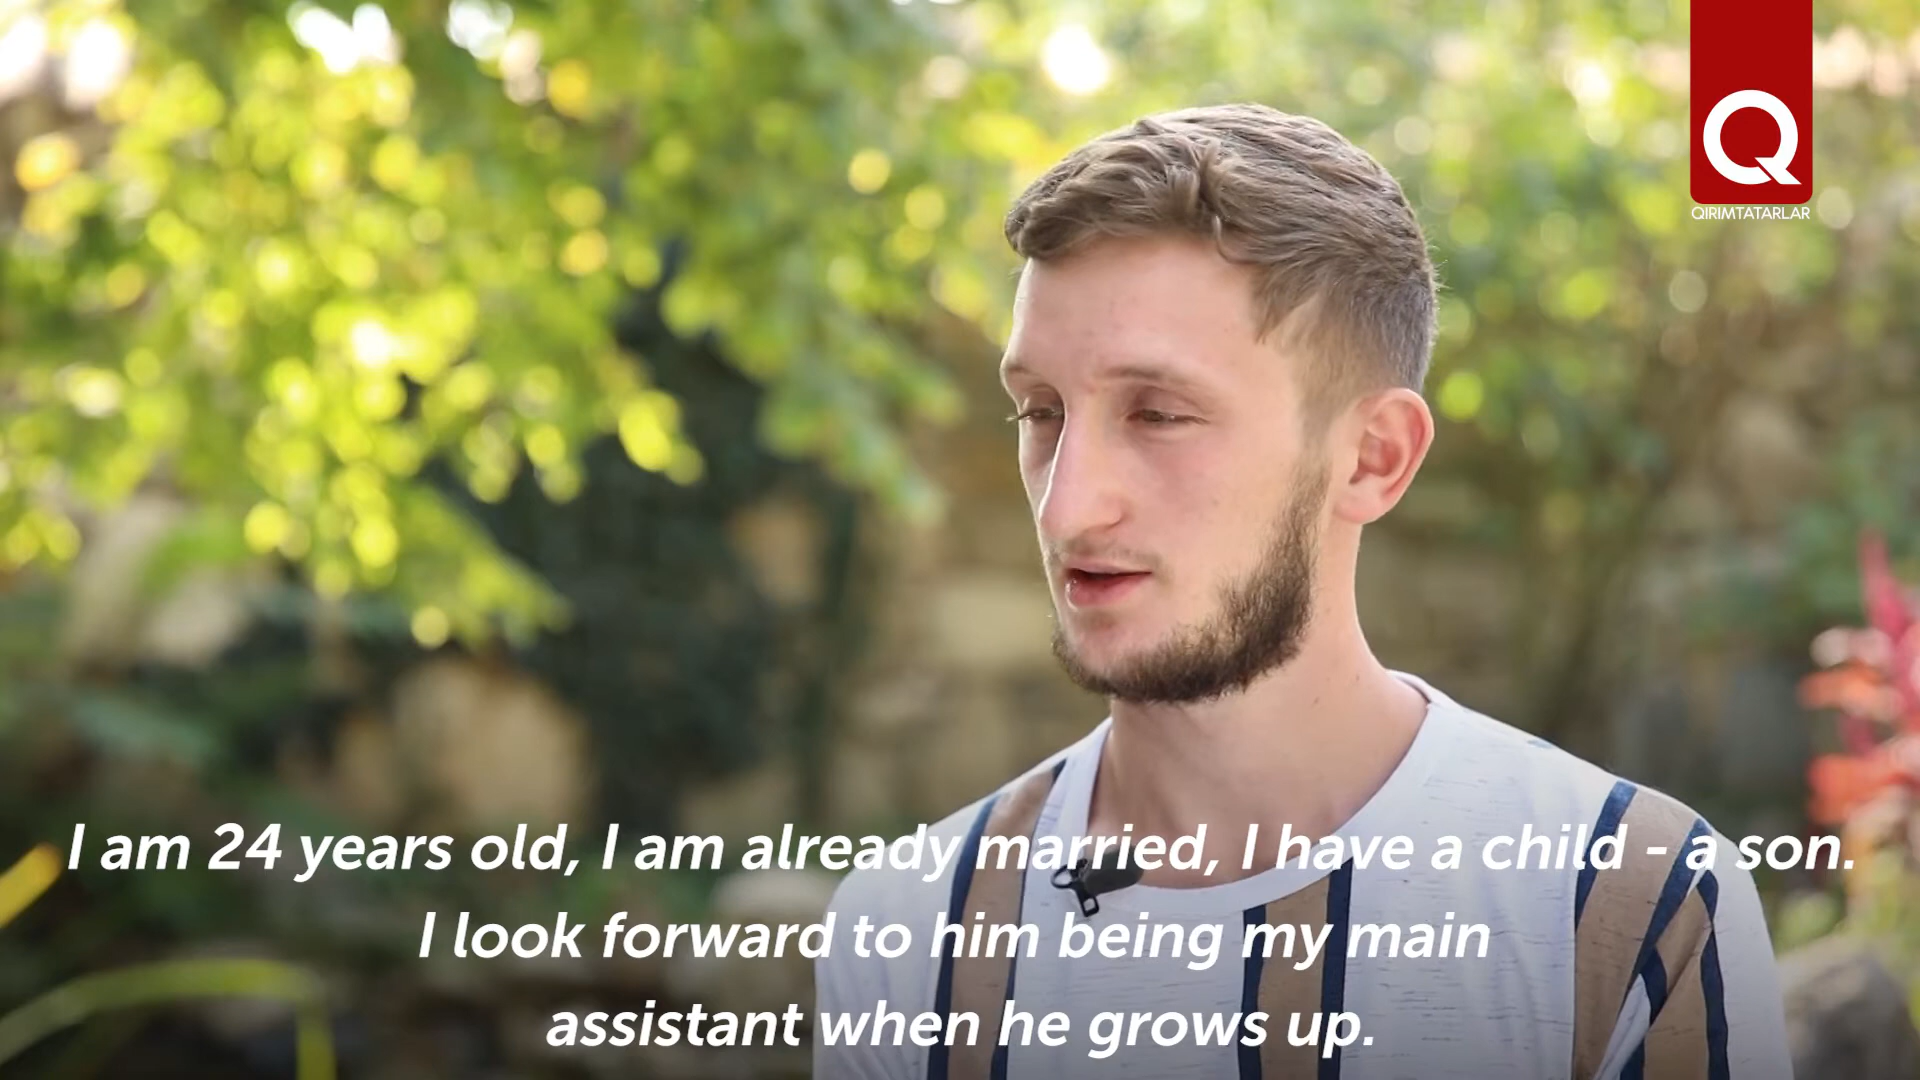 Q
QIRIMTATARLAR
I am 24 years old, I am already married, I have a child - a son.
I look forward to him being my main
assistant when he grows up.